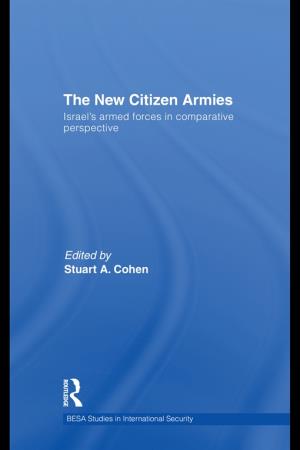 The New Citizen Armies
Israel's armed forces in comparative
perspective
Edited by
Stuart A. Cohen
ROUTLEDGE
BESA Studies in International Security